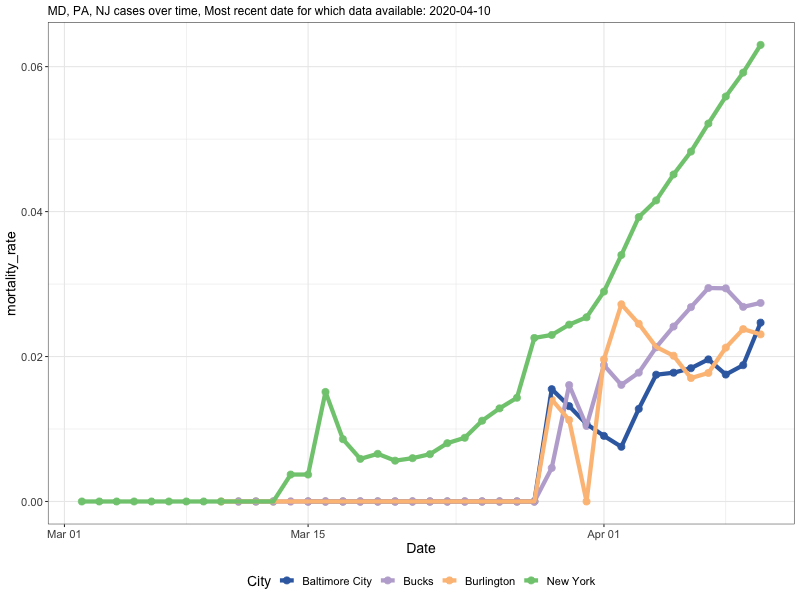 MD, PA, NJ cases over time, Most recent date for which data available: 2020-04-10
0.06
0.04
0.02
0.00
mortality_rate
Mar 01 Mar 15 Apr 01
Date
City Baltimore City Bucks Burlington New York